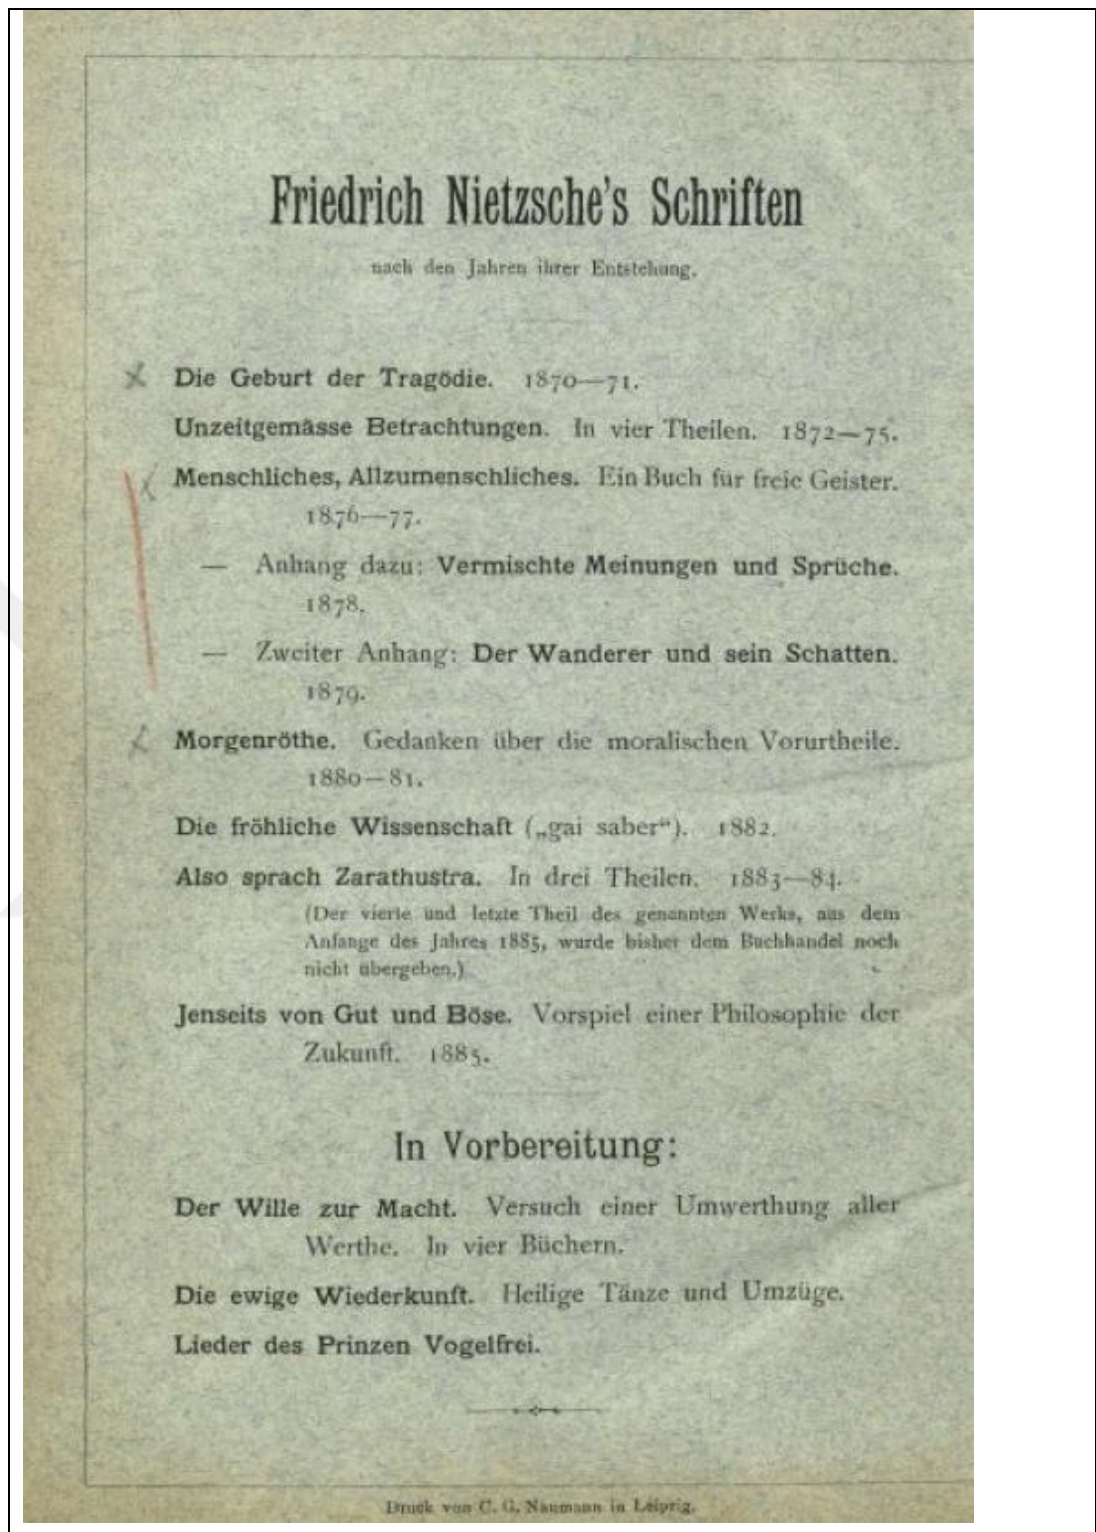 Friedrich Nietzsche's Schriften
nach den Jahren ihrer Entstehung.
Die Geburt der Tragödie. 1870—71.
Unzeitgemässe Betrachtungen. In vier Theilen. 1872—75.
Menschliches, Allzumenschliches. Ein Buch für freie Geister.
1876—77.
— Anhang dazu: Vermischte Meinungen und Sprüche.
1878.
— Zweiter Anhang: Der Wanderer und sein Schatten.
1879.
Morgenröthe. Gedanken über die moralischen Vorurtheile.
1880—81.
Die fröhliche Wissenschaft („gai saber“). 1882.
Also sprach Zarathustra. In drei Theilen. 1883—84.
(Der vierte und letzte Theil des genannten Werks, aus dem
Anfange des Jahres 1885, wurde bisher dem Buchhandel noch
nicht übergeben.)
Jenseits von Gut und Böse. Vorspiel einer Philosophie der
Zukunft. 1885.
In Vorbereitung:
Der Wille zur Macht. Versuch einer Umwerthung aller
Werthe. In vier Büchern.
Die ewige Wiederkunft. Heilige Tänze und Umzüge.
Lieder des Prinzen Vogelfrei.
Druck von C. G. Naumann in Leipzig.